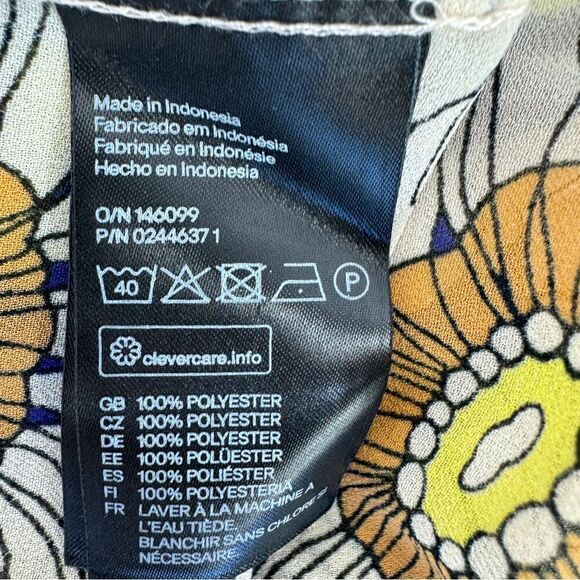 Made in Indonesia
Fabricado em Indonésia
Fabriqué en Indonésie
Hecho en Indonesia
O/N 146099
P/N 0244637 1
40 P
clevercare.info
GB 100% POLYESTER
CZ 100% POLYESTER
DE 100% POLYESTER
EE 100% POLÜESTER
ES 100% POLIÉSTER
FI 100% POLYESTERIA
FR LAVER À LA MACHINE À
L'EAU TIÈDE.
BLANCHIR SANS CHLORE SI
NÉCESSAIRE.